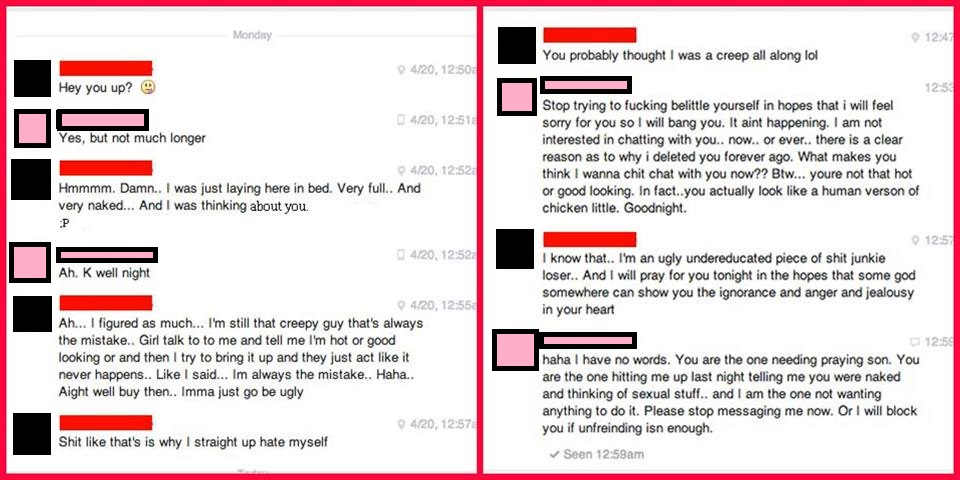 Monday
4/20, 12:50a
Hey you up?
4/20, 12:51a
Yes, but not much longer
4/20, 12:52a
Hmmmm. Damn.. I was just laying here in bed. Very full.. And
very naked... And I was thinking about you.
;P
4/20, 12:52a
Ah. K well night
4/20, 12:55a
Ah... I figured as much... I'm still that creepy guy that's always
the mistake.. Girl talk to to me and tell me I'm hot or good
looking or and then I try to bring it up and they just act like it
never happens.. Like I said... Im always the mistake.. Haha..
Aight well buy then.. Imma just go be ugly
4/20, 12:57a
Shit like that's is why I straight up hate myself
12:47
You probably thought I was a creep all along lol
12:53
Stop trying to fucking belittle yourself in hopes that i will feel
sorry for you so I will bang you. It aint happening. I am not
interested in chatting with you.. now.. or ever.. there is a clear
reason as to why i deleted you forever ago. What makes you
think I wanna chit chat with you now?? Btw... youre not that hot
or good looking. In fact..you actually look like a human verson of
chicken little. Goodnight.
12:57
I know that.. I'm an ugly undereducated piece of shit junkie
loser.. And I will pray for you tonight in the hopes that some god
somewhere can show you the ignorance and anger and jealousy
in your heart
12:59
haha I have no words. You are the one needing praying son. You
are the one hitting me up last night telling me you were naked
and thinking of sexual stuff.. and I am the one not wanting
anything to do it. Please stop messaging me now. Or I will block
you if unfreinding isn enough.
Seen 12:59am